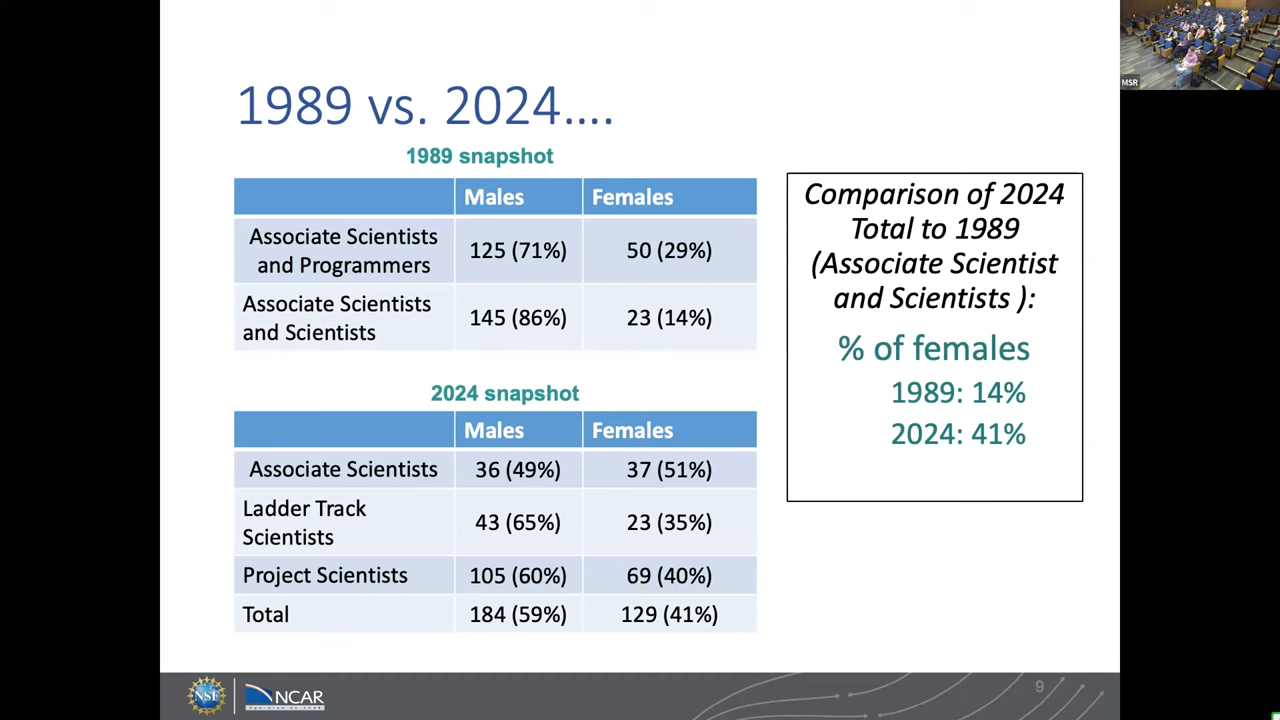 MSR
1989 vs. 2024....
1989 snapshot
Males Females
Associate Scientists
and Programmers
125 (71%) 50 (29%)
Associate Scientists
and Scientists
145 (86%) 23 (14%)
2024 snapshot
Males Females
Associate Scientists 36 (49%) 37 (51%)
Ladder Track
Scientists
43 (65%) 23 (35%)
Project Scientists 105 (60%) 69 (40%)
Total 184 (59%) 129 (41%)
Comparison of 2024
Total to 1989
(Associate Scientist
and Scientists ):
% of females
1989: 14%
2024: 41%
NSF
NCAR
9